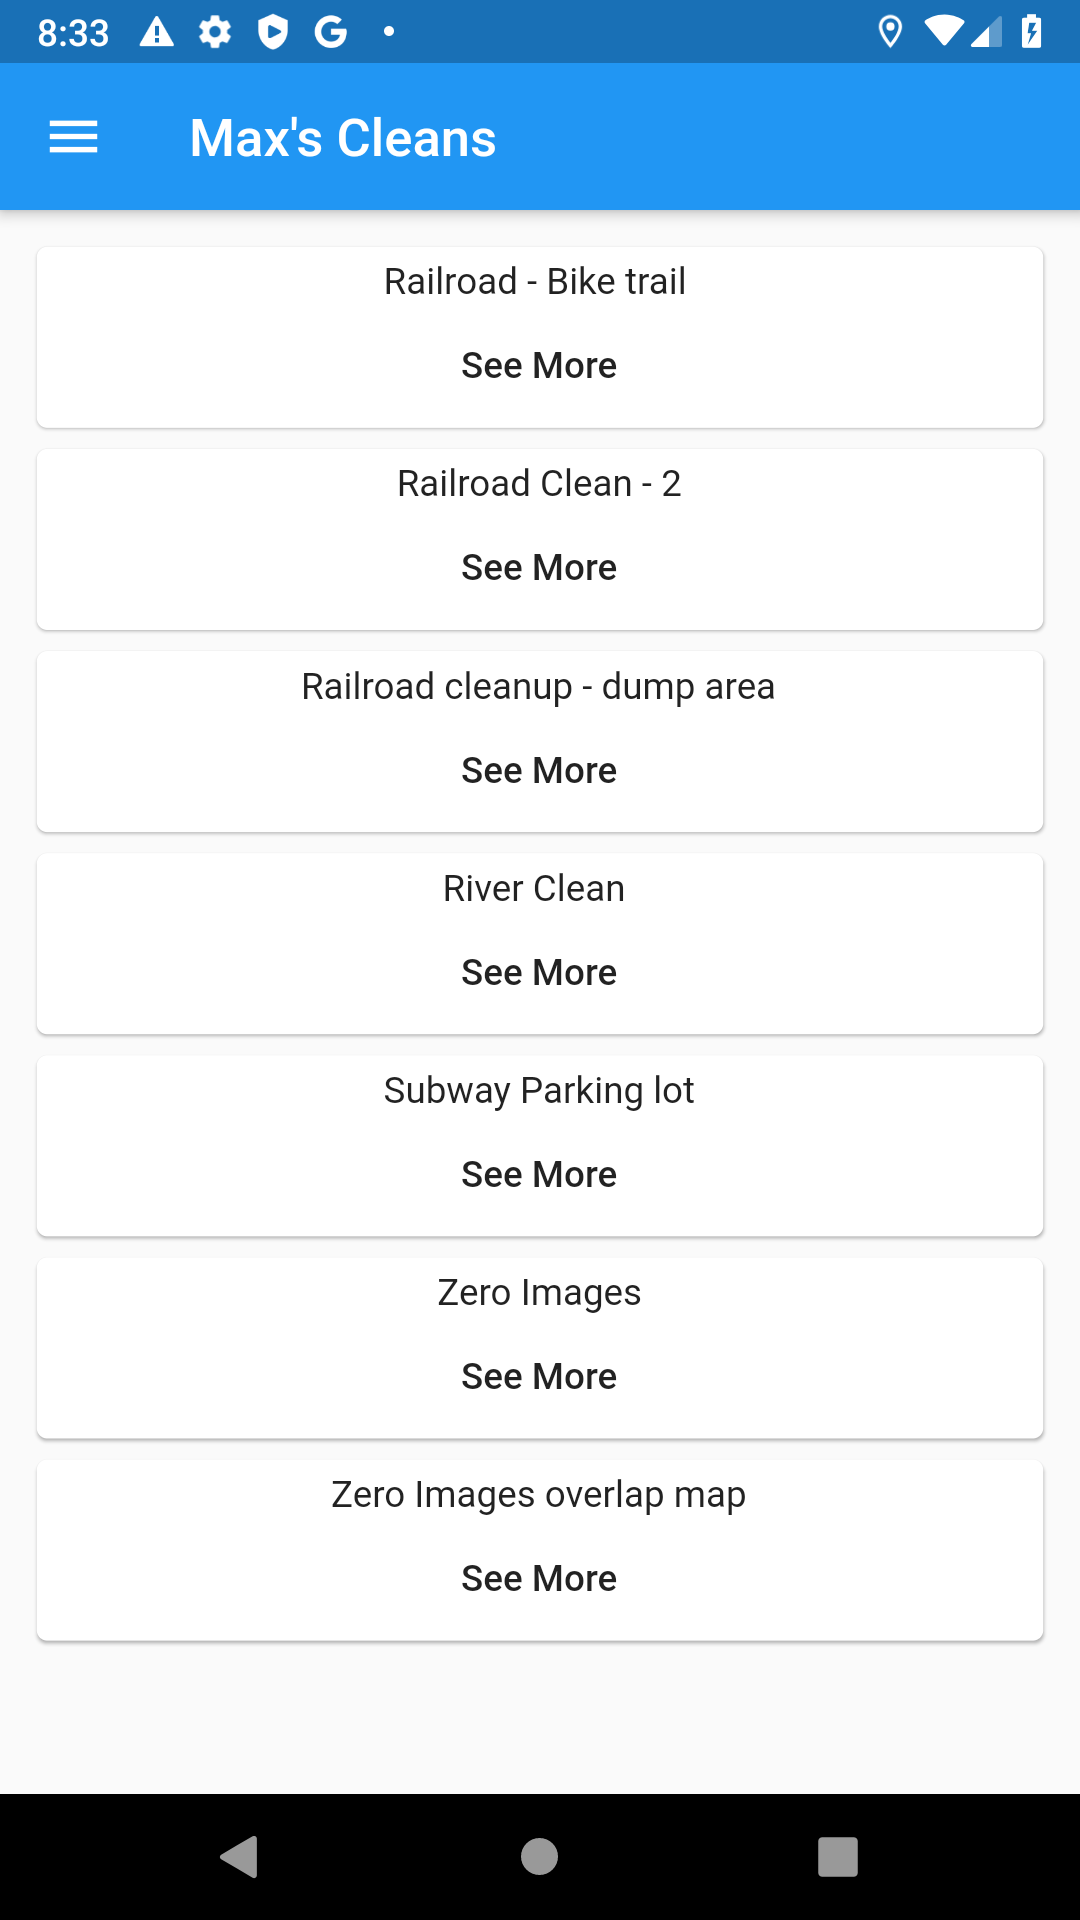 8:33
Max's Cleans
Railroad - Bike trail
See More
Railroad Clean - 2
See More
Railroad cleanup - dump area
See More
River Clean
See More
Subway Parking lot
See More
Zero Images
See More
Zero Images overlap map
See More